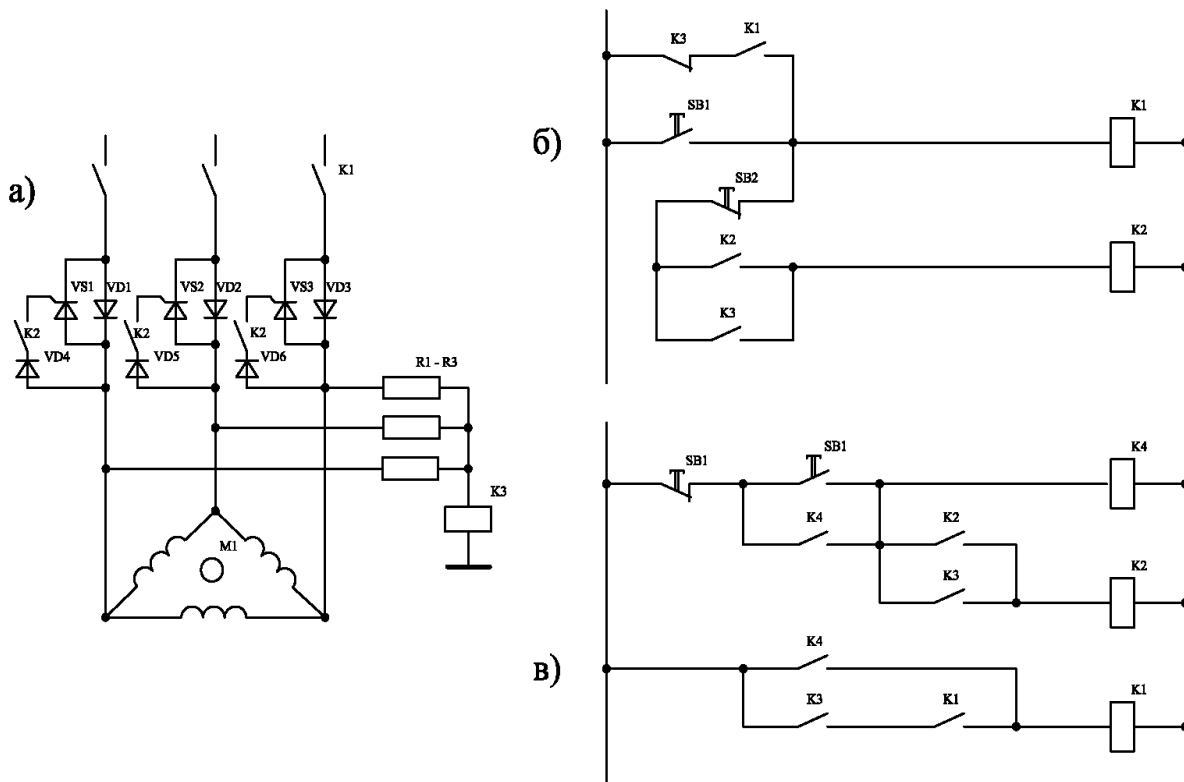 а)
K1
VS1 VD1 VS2 VD2 VS3 VD3
K2 K2 K2
VD4 VD5 VD6
R1 - R3
K3
M1
б)
K3 K1
SB1 K1
SB2
K2 K2
K3
в)
SB1 SB1 K4
K4 K2
K3 K2
K4
K3 K1 K1